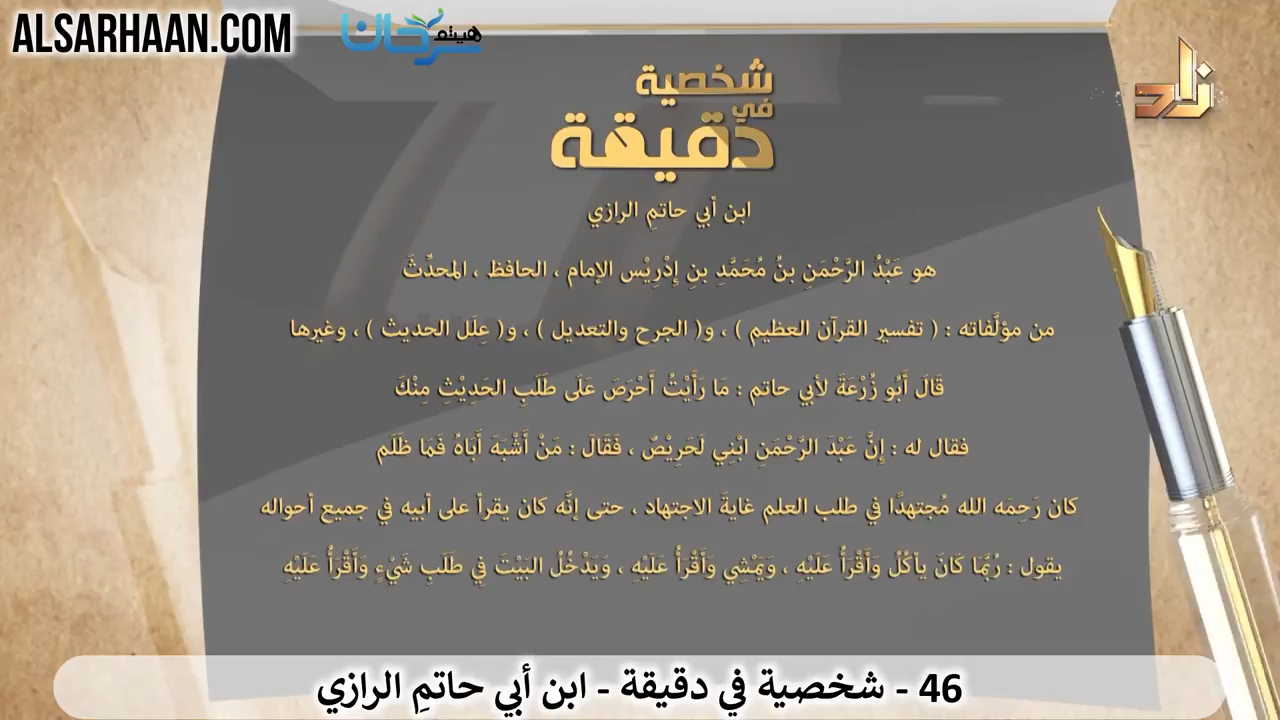 ALSARHAAN.COM
هيثم سرحان
زاد
شخصية
في
دقيقة
ابن أبي حاتمِ الرازي
هو عَبْدُ الرَّحْمَنِ بنُ مُحَمَّدِ بنِ إِدْرِيْس الإمام ، الحافظ ، المحدِّثَ
من مؤلَّفاته : ( تفسير القرآن العظيم ) ، و( الجرح والتعديل ) ، و( عِلَل الحديث ) ، وغيرها
قَالَ أَبُو زُرْعَةَ لأبي حاتم : مَا رَأَيْتُ أَحْرَصَ عَلَى طَلَبِ الحَدِيْثِ مِنْكَ
فقال له : إِنَّ عَبْدَ الرَّحْمَنِ ابْنِي لَحَرِيْصٌ ، فَقَالَ : مَنْ أَشْبَهَ أَبَاهُ فَمَا ظَلَم
كان رَحِمَه الله مُجتهدًا في طلب العلم غايةَ الاجتهاد ، حتى إنَّه كان يقرأ على أبيه في جميع أحواله
يقول : رُبَّمَا كَانَ يأكُلُ وَأَقْرَأُ عَلَيْهِ ، وَيَمْشِي وَأَقْرَأُ عَلَيْهِ ، وَيَدْخُلُ البَيْتَ فِي طَلَبِ شَيْءٍ وَأَقْرَأُ عَلَيْهِ
46 - شخصية في دقيقة - ابن أبي حاتمِ الرازي